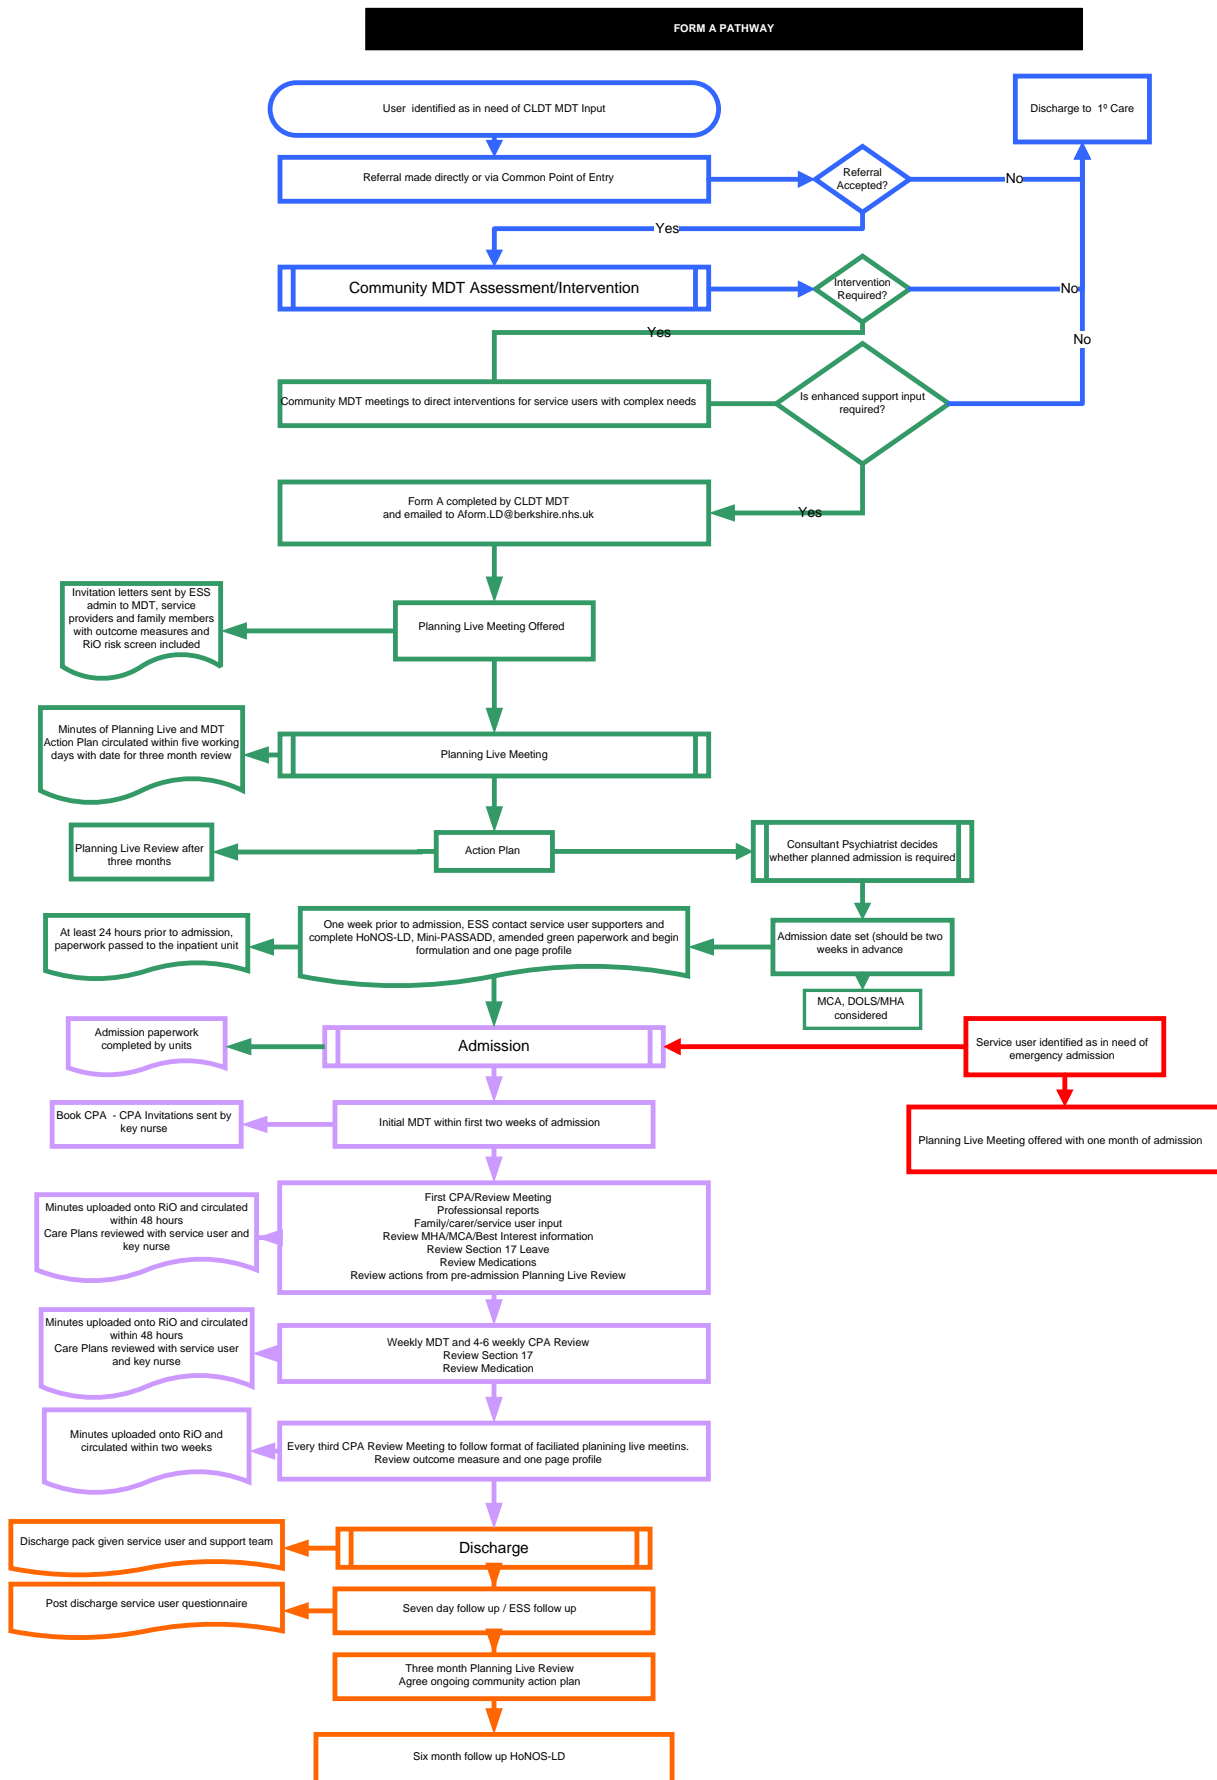 FORM A PATHWAY
User  identified as in need of CLDT MDT Input
Discharge to  1º Care
Referral made directly or via Common Point of Entry
Referral
Accepted?
No
Yes
Community MDT Assessment/Intervention
Intervention
Required?
No
Yes
No
Community MDT meetings to direct interventions for service users with complex needs
Is enhanced support input
required?
Form A completed by CLDT MDT
and emailed to Aform.LD@berkshire.nhs.uk
Yes
Invitation letters sent by ESS
admin to MDT, service
providers and family members
with outcome measures and
RiO risk screen included
Planning Live Meeting Offered
Minutes of Planning Live and MDT
Action Plan circulated within five working
days with date for three month review
Planning Live Meeting
Planning Live Review after
three months
Action Plan
Consultant Psychiatrist decides
whether planned admission is required
At least 24 hours prior to admission,
paperwork passed to the inpatient unit
One week prior to admission, ESS contact service user supporters and
complete HoNOS-LD, Mini-PASSADD, amended green paperwork and begin
formulation and one page profile
Admission date set (should be two
weeks in advance
MCA, DOLS/MHA
considered
Admission paperwork
completed by units
Admission
Service user identified as in need of
emergency admission
Book CPA  - CPA Invitations sent by
key nurse
Initial MDT within first two weeks of admission
Planning Live Meeting offered with one month of admission
Minutes uploaded onto RiO and circulated
within 48 hours
Care Plans reviewed with service user and
key nurse
First CPA/Review Meeting
Professionsal reports
Family/carer/service user input
Review MHA/MCA/Best Interest information
Review Section 17 Leave
Review Medications
Review actions from pre-admission Planning Live Review
Minutes uploaded onto RiO and circulated
within 48 hours
Care Plans reviewed with service user
and key nurse
Weekly MDT and 4-6 weekly CPA Review
Review Section 17
Review Medication
Minutes uploaded onto RiO and
circulated within two weeks
Every third CPA Review Meeting to follow format of faciliated planining live meetins.
Review outcome measure and one page profile
Discharge pack given service user and support team
Discharge
Post discharge service user questionnaire
Seven day follow up / ESS follow up
Three month Planning Live Review
Agree ongoing community action plan
Six month follow up HoNOS-LD